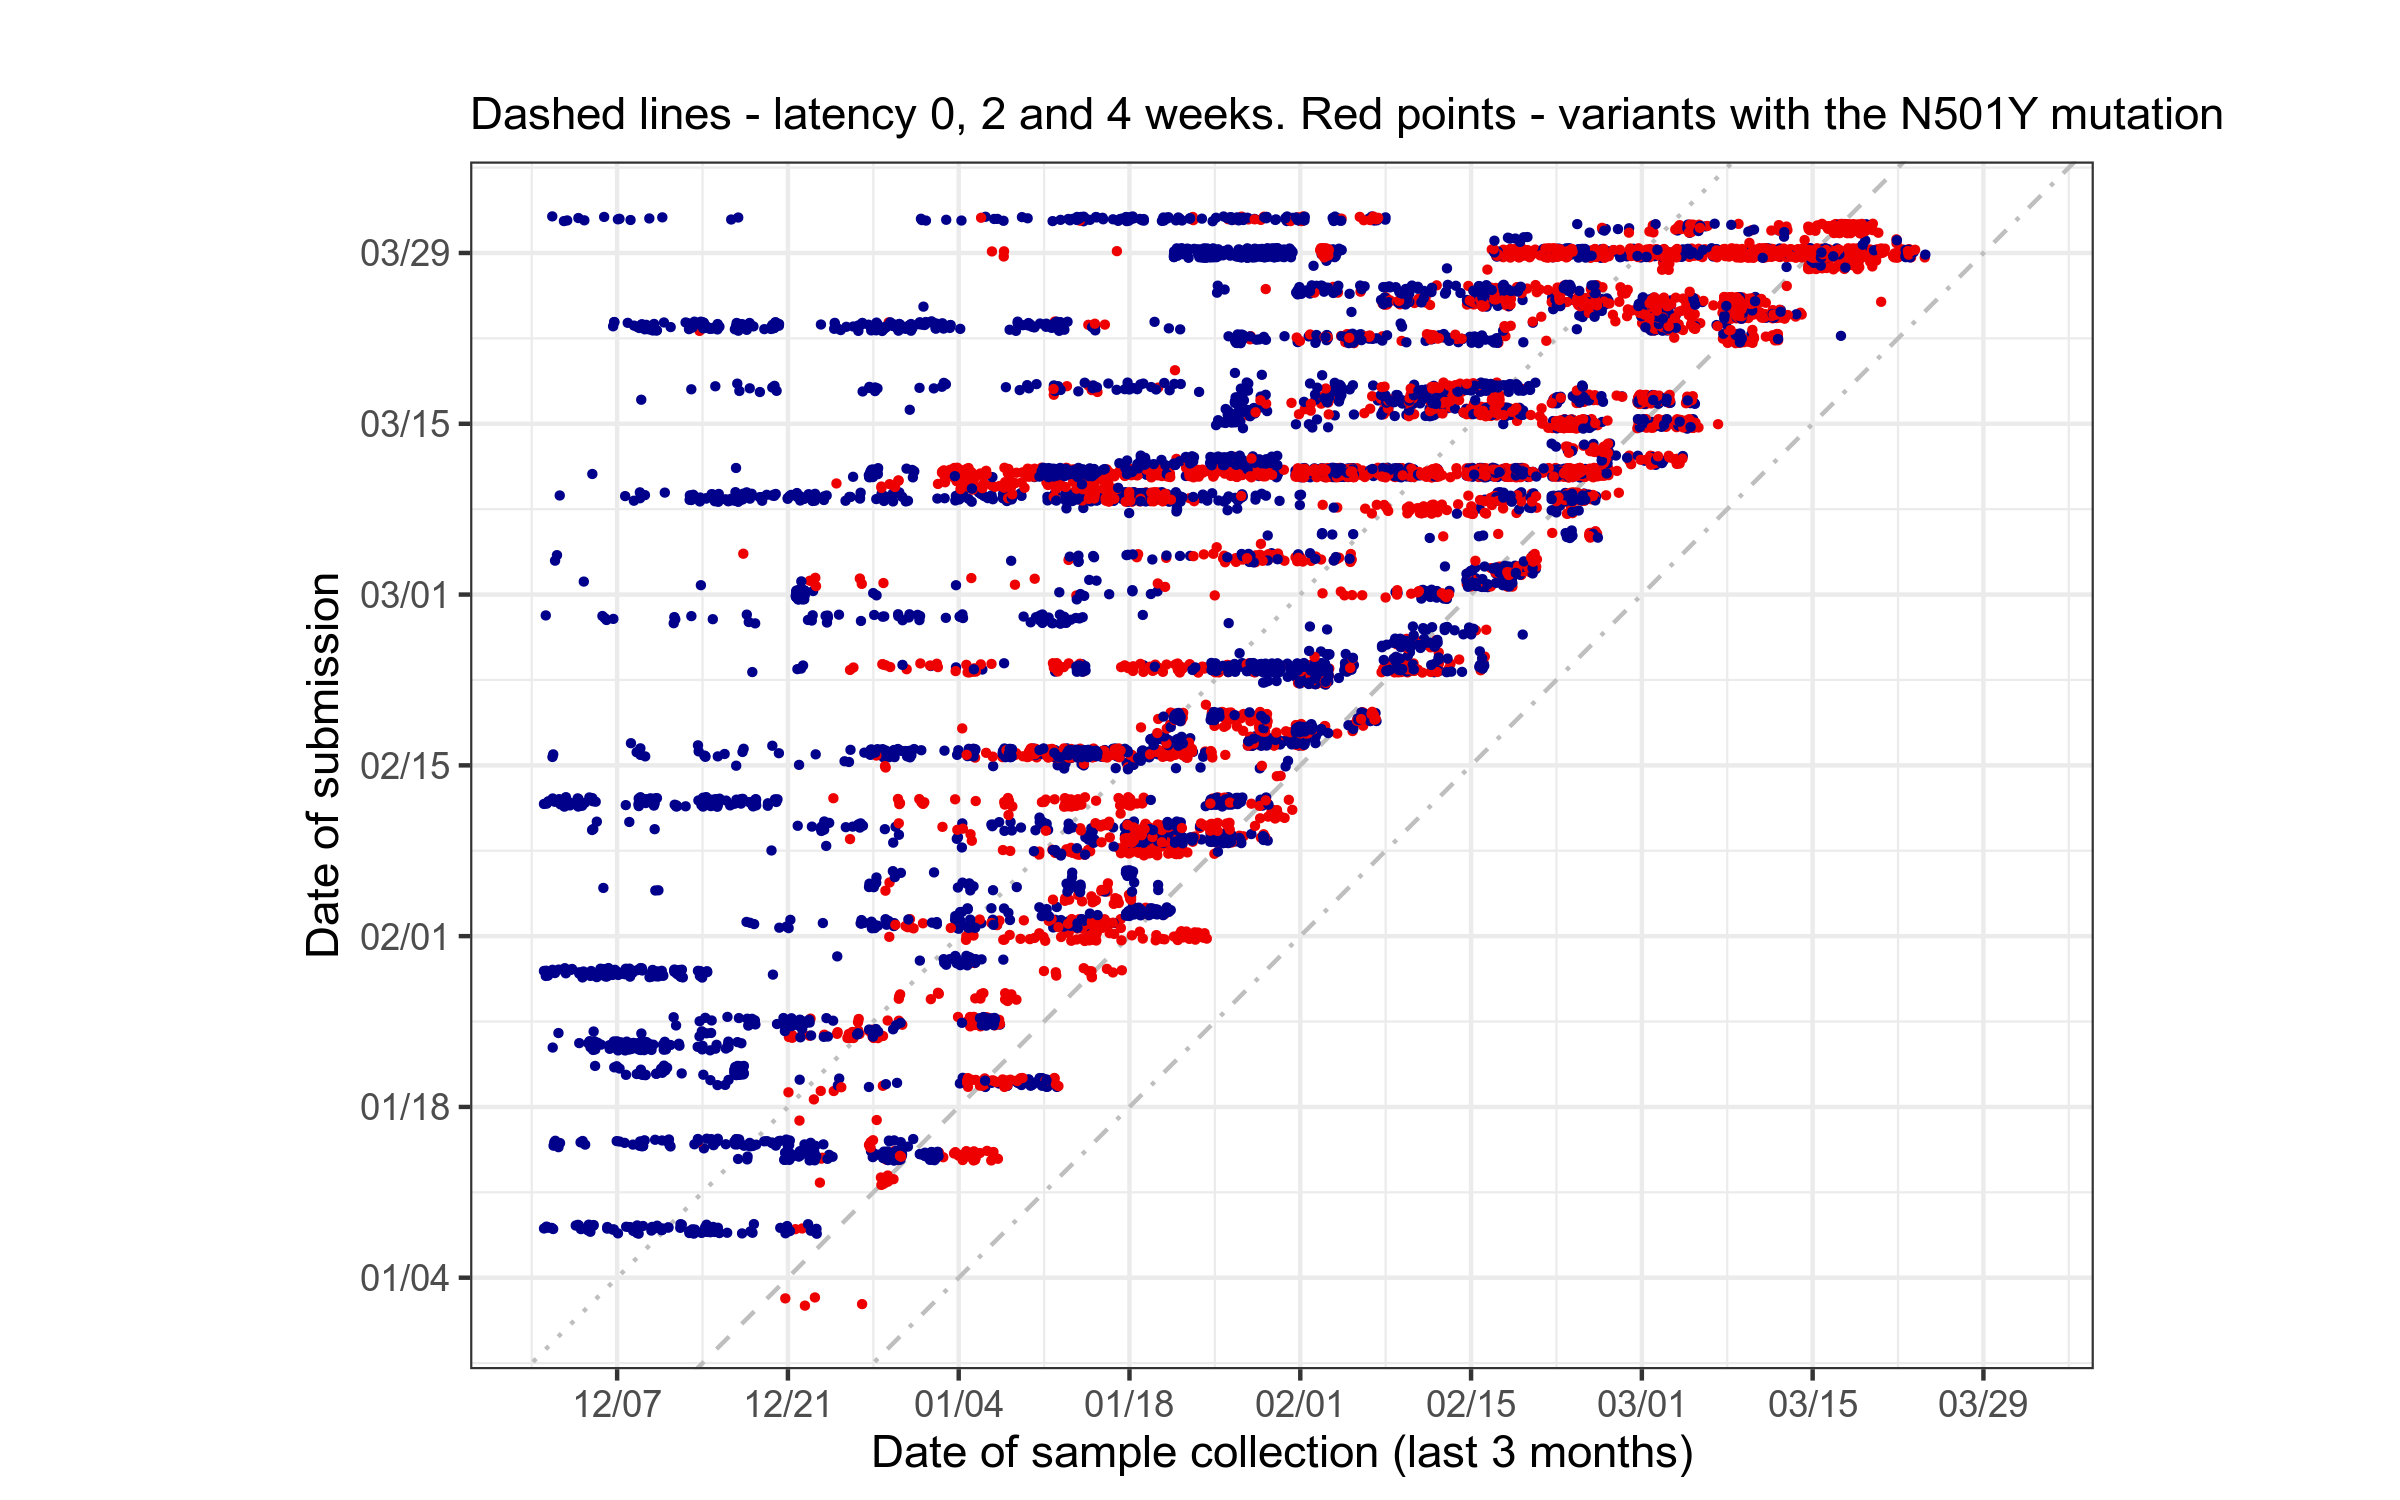 Dashed lines - latency 0, 2 and 4 weeks. Red points - variants with the N501Y mutation
Date of submission
03/29
03/15
03/01
02/15
02/01
01/18
01/04
12/07 12/21 01/04 01/18 02/01 02/15 03/01 03/15 03/29
Date of sample collection (last 3 months)